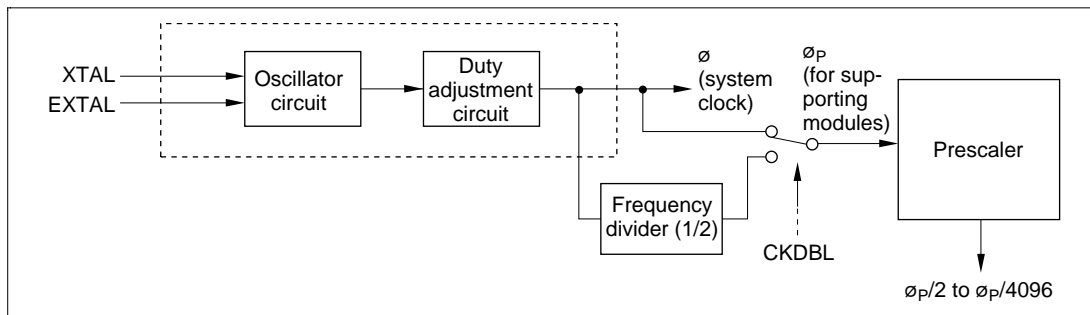 XTAL
EXTAL
Oscillator
circuit
Duty
adjustment
circuit
ø
(system
clock)
øP
(for sup-
porting
modules)
Prescaler
Frequency
divider (1/2)
CKDBL
øP/2 to øP/4096